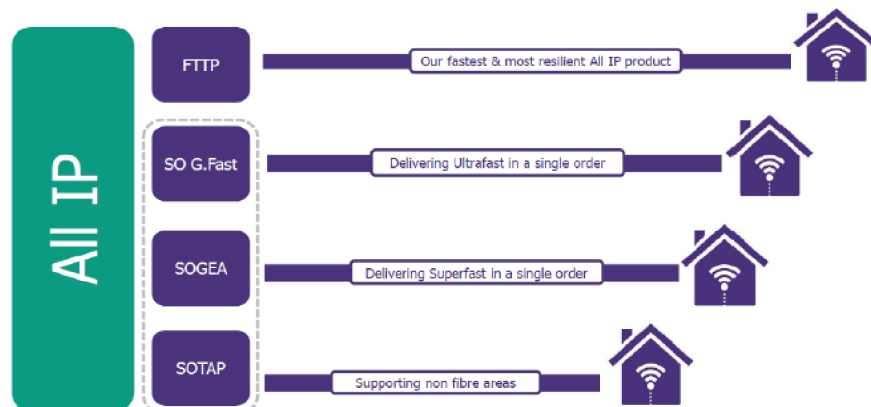 All IP
FTTP
Our fastest & most resilient All IP product
SO G.Fast
Delivering Ultrafast in a single order
SOGEA
Delivering Superfast in a single order
SOTAP
Supporting non fibre areas